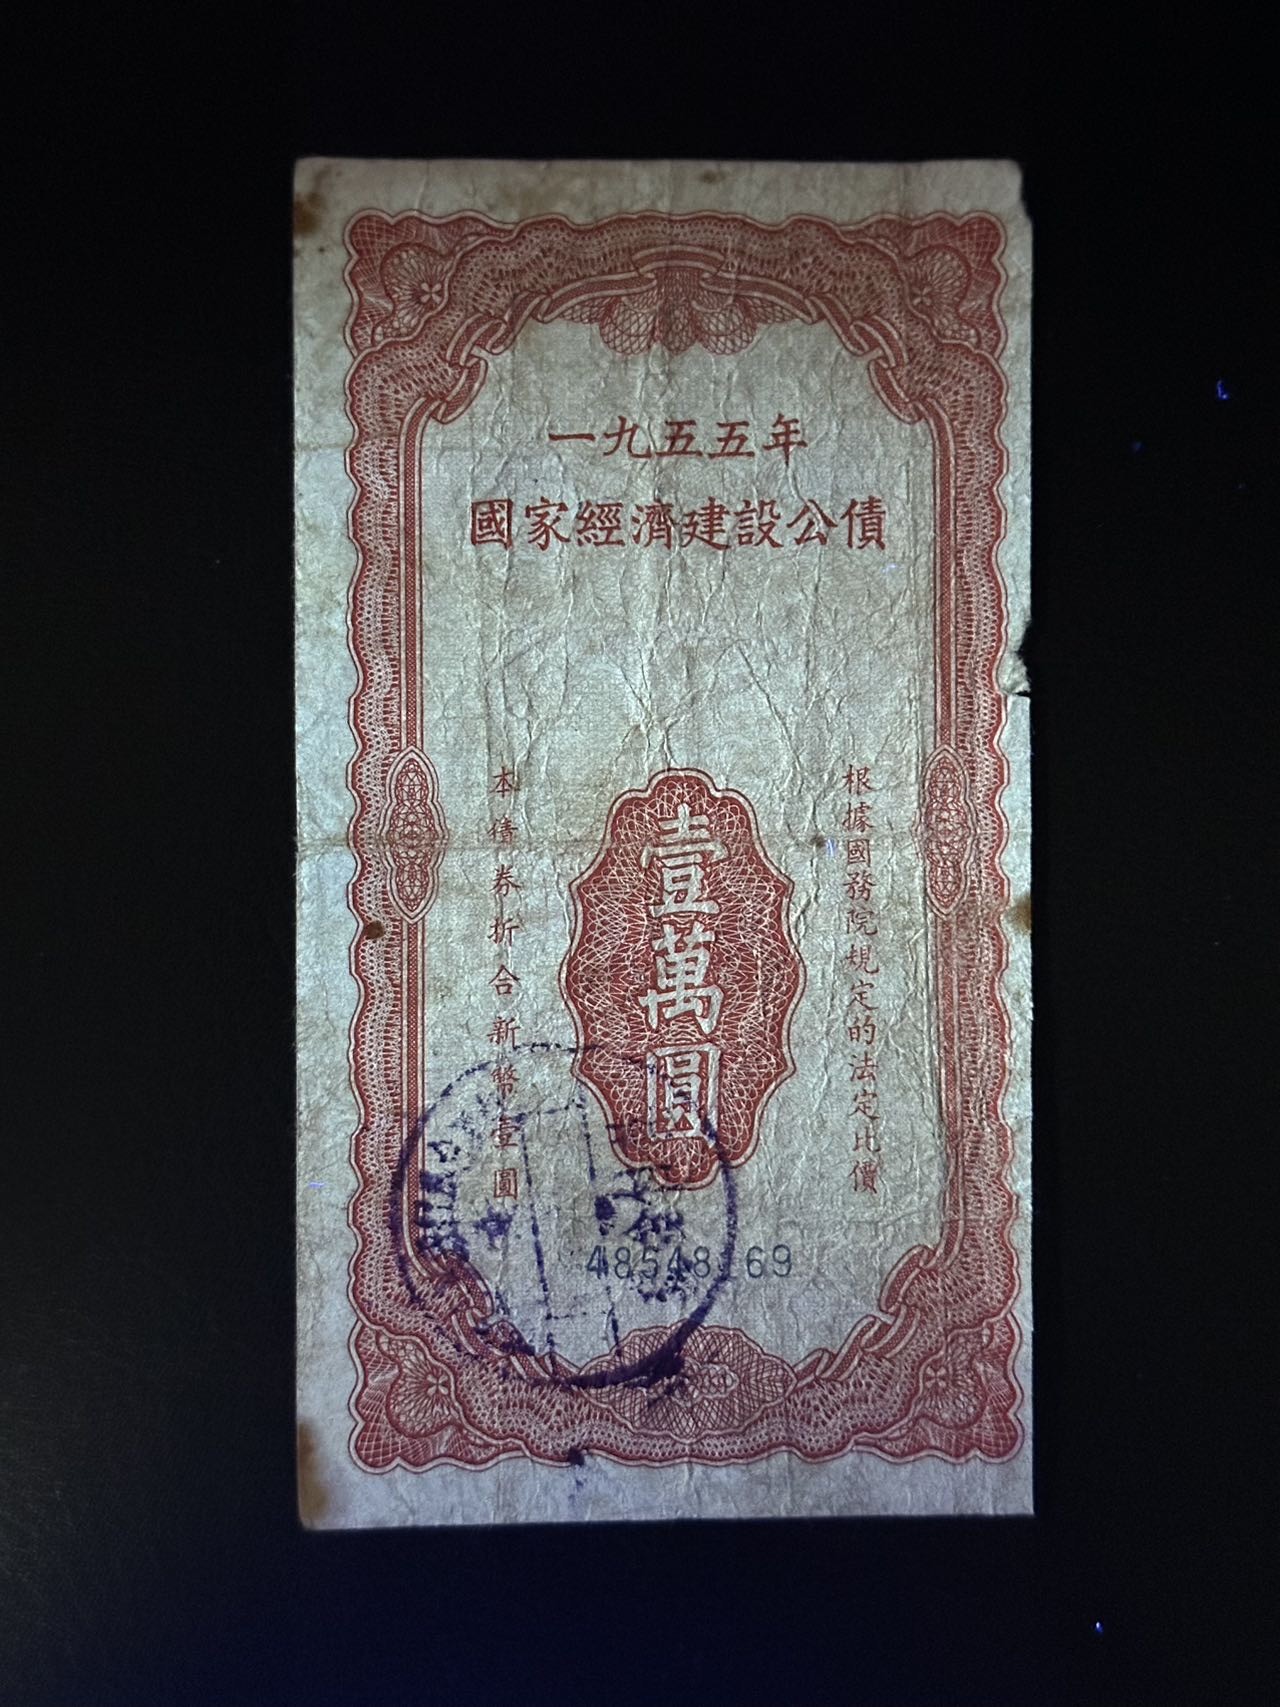 一九五五年
國家經濟建設公債
根據國務院規定的法定比價
壹萬圓
本債券折合新幣壹圓